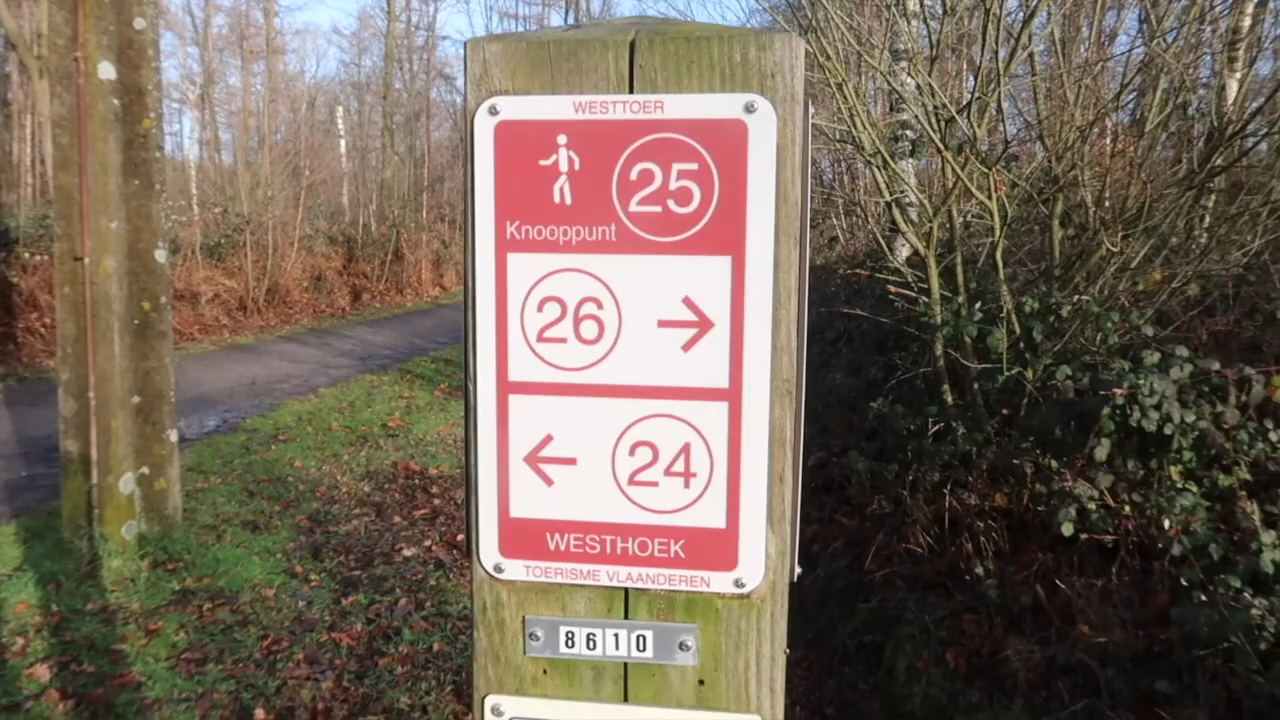 WESTTOER
25
Knooppunt
26 →
← 24
WESTHOEK
TOERISME VLAANDEREN
8610